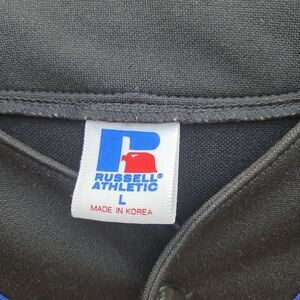 R
RUSSELL®
ATHLETIC
L
MADE IN KOREA